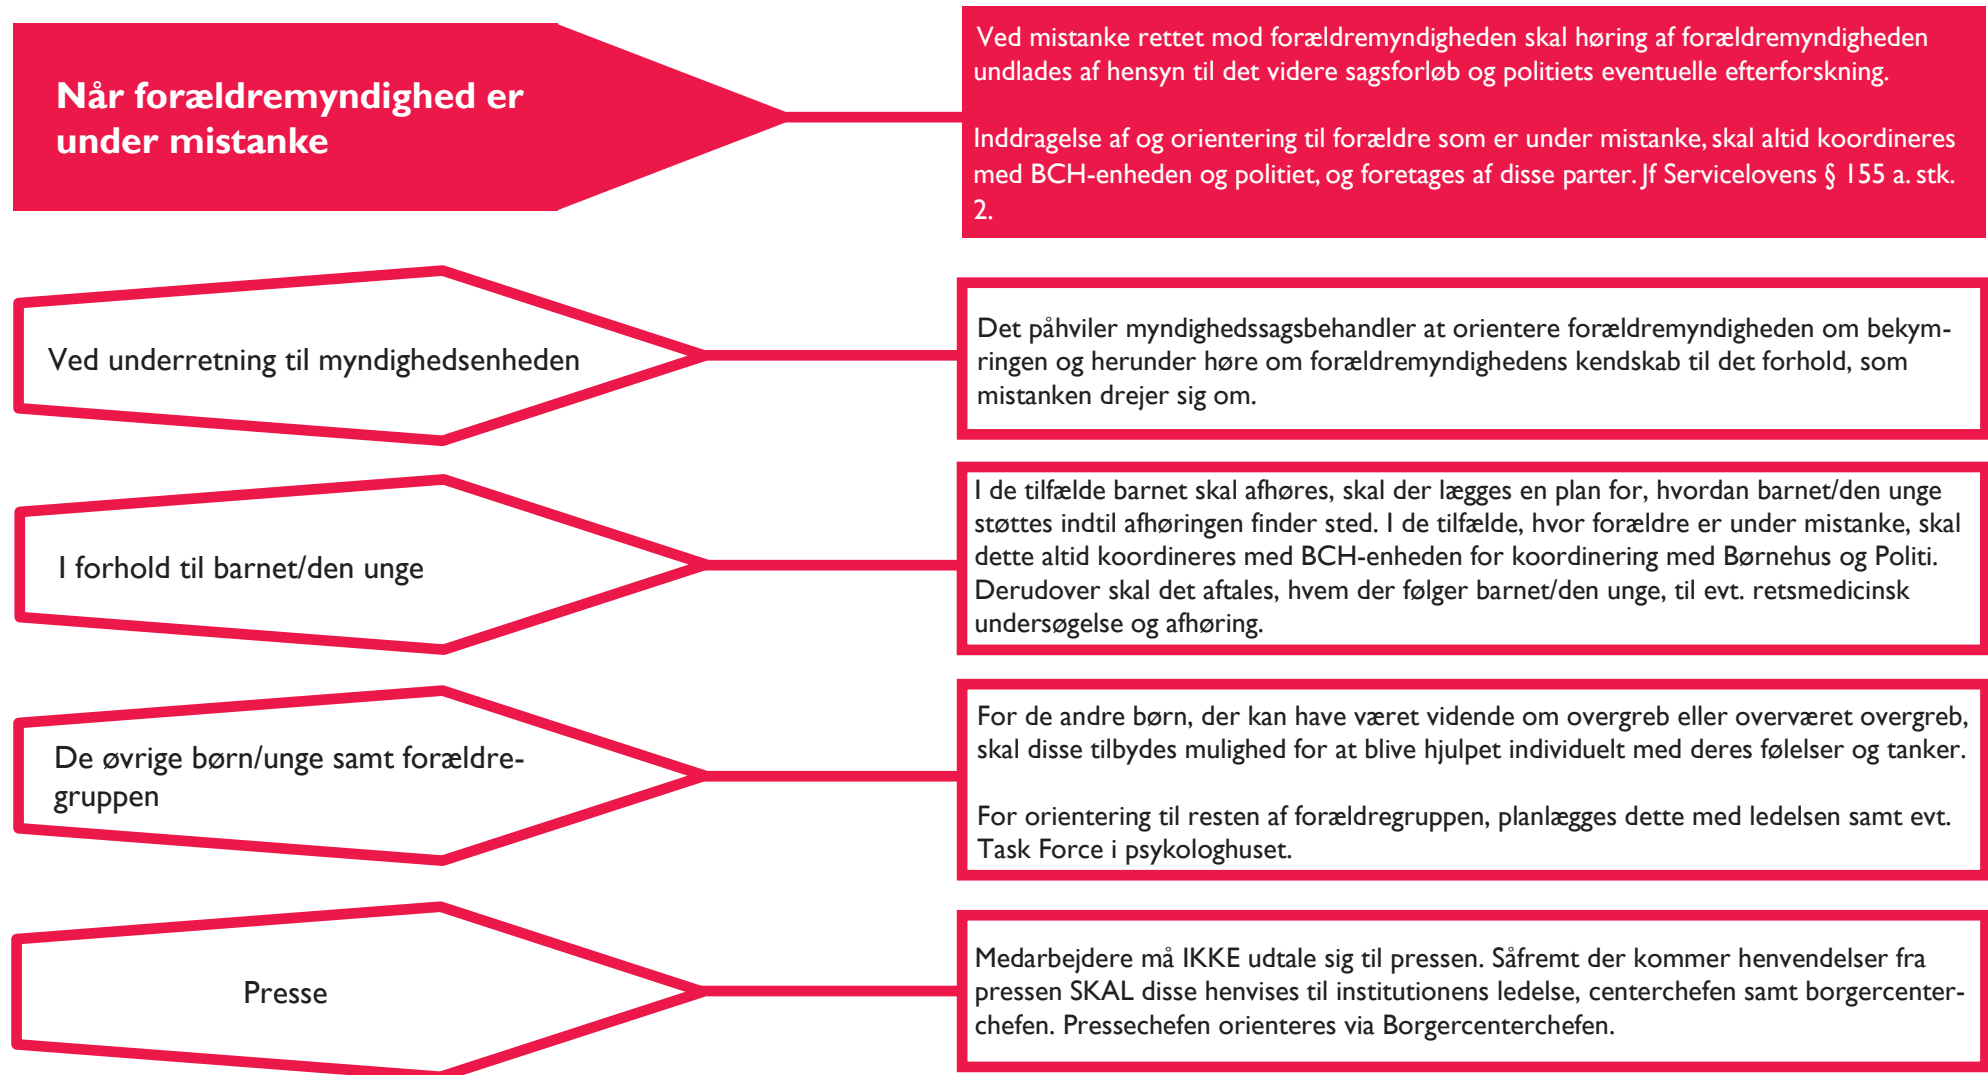 Når forældremyndighed er
under mistanke
Ved mistanke rettet mod forældremyndigheden skal høring af forældremyndigheden
undlades af hensyn til det videre sagsforløb og politiets eventuelle efterforskning.
Inddragelse af og orientering til forældre som er under mistanke, skal altid koordineres
med BCH-enheden og politiet, og foretages af disse parter. Jf Servicelovens § 155 a. stk.
2.
Ved underretning til myndighedsenheden
Det påhviler myndighedssagsbehandler at orientere forældremyndigheden om bekym-
ringen og herunder høre om forældremyndighedens kendskab til det forhold, som
mistanken drejer sig om.
I forhold til barnet/den unge
I de tilfælde barnet skal afhøres, skal der lægges en plan for, hvordan barnet/den unge
støttes indtil afhøringen finder sted. I de tilfælde, hvor forældre er under mistanke, skal
dette altid koordineres med BCH-enheden for koordinering med Børnehus og Politi.
Derudover skal det aftales, hvem der følger barnet/den unge, til evt. retsmedicinsk
undersøgelse og afhøring.
De øvrige børn/unge samt forældre-
gruppen
For de andre børn, der kan have været vidende om overgreb eller overværet overgreb,
skal disse tilbydes mulighed for at blive hjulpet individuelt med deres følelser og tanker.
For orientering til resten af forældregruppen, planlægges dette med ledelsen samt evt.
Task Force i psykologhuset.
Presse
Medarbejdere må IKKE udtale sig til pressen. Såfremt der kommer henvendelser fra
pressen SKAL disse henvises til institutionens ledelse, centerchefen samt borgercenter-
chefen. Pressechefen orienteres via Borgercenterchefen.